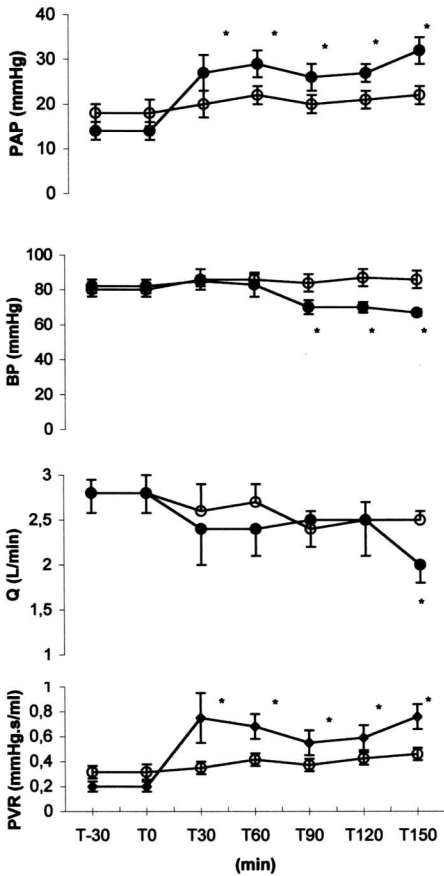 40
* * * * *
30
20
10
0
PAP (mmHg)
100
80
60
40
20
0
BP (mmHg)
* * *
3
2,5
2
1,5
1
Q (L/min)
*
1
0,8
0,6
0,4
0,2
0
PVR (mmHg.s/ml)
* * * * *
T-30 T0 T30 T60 T90 T120 T150
(min)